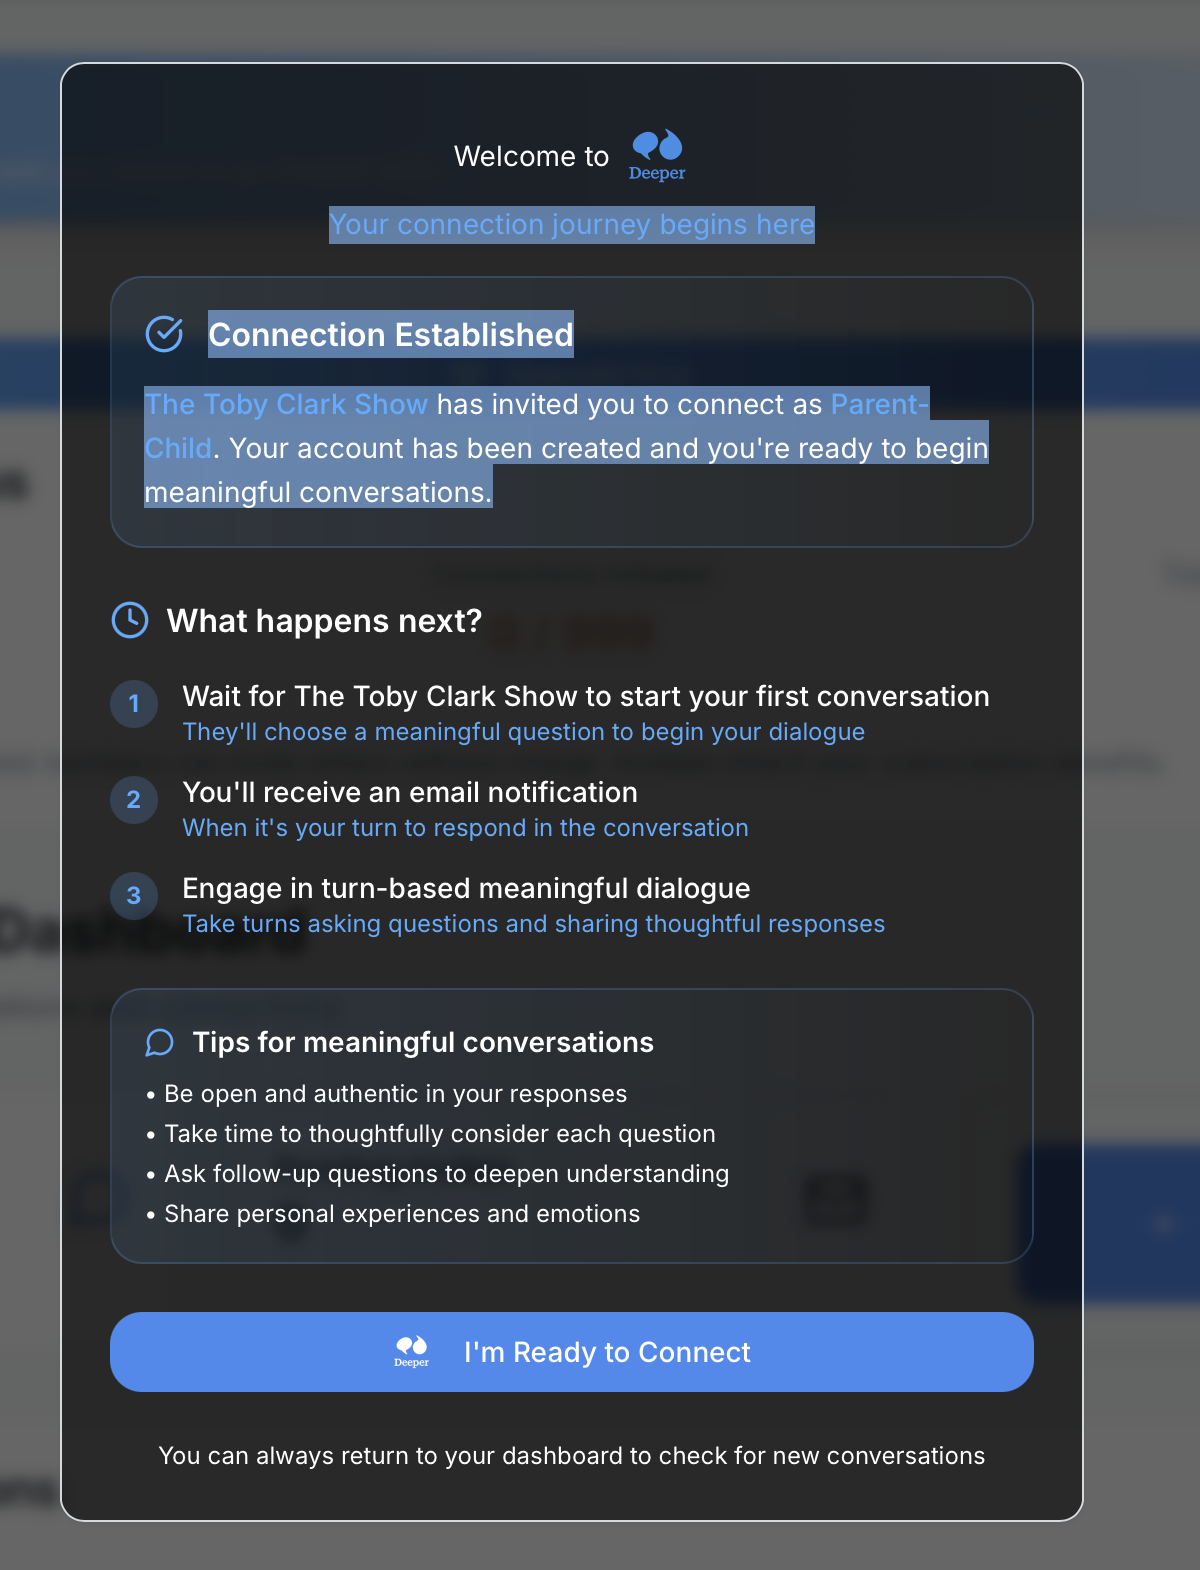 Welcome to Deeper
Your connection journey begins here
Connection Established
The Toby Clark Show has invited you to connect as Parent-
Child. Your account has been created and you're ready to begin
meaningful conversations.
What happens next?
1 Wait for The Toby Clark Show to start your first conversation
They'll choose a meaningful question to begin your dialogue
2 You'll receive an email notification
When it's your turn to respond in the conversation
3 Engage in turn-based meaningful dialogue
Take turns asking questions and sharing thoughtful responses
Dashboard
Tips for meaningful conversations
• Be open and authentic in your responses
• Take time to thoughtfully consider each question
• Ask follow-up questions to deepen understanding
• Share personal experiences and emotions
Deeper I'm Ready to Connect
You can always return to your dashboard to check for new conversations